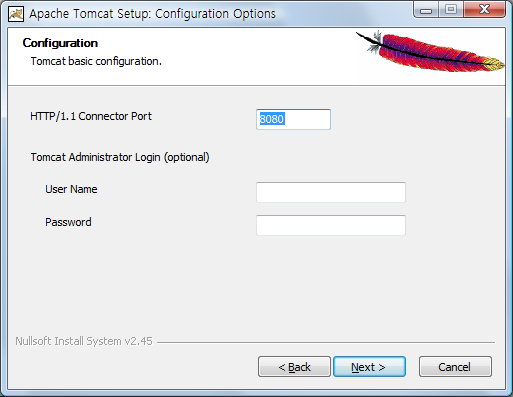 Apache Tomcat Setup: Configuration Options
Configuration
Tomcat basic configuration.
HTTP/1.1 Connector Port
8080
Tomcat Administrator Login (optional)
User Name
Password
Nullsoft Install System v2.45
< Back
Next >
Cancel